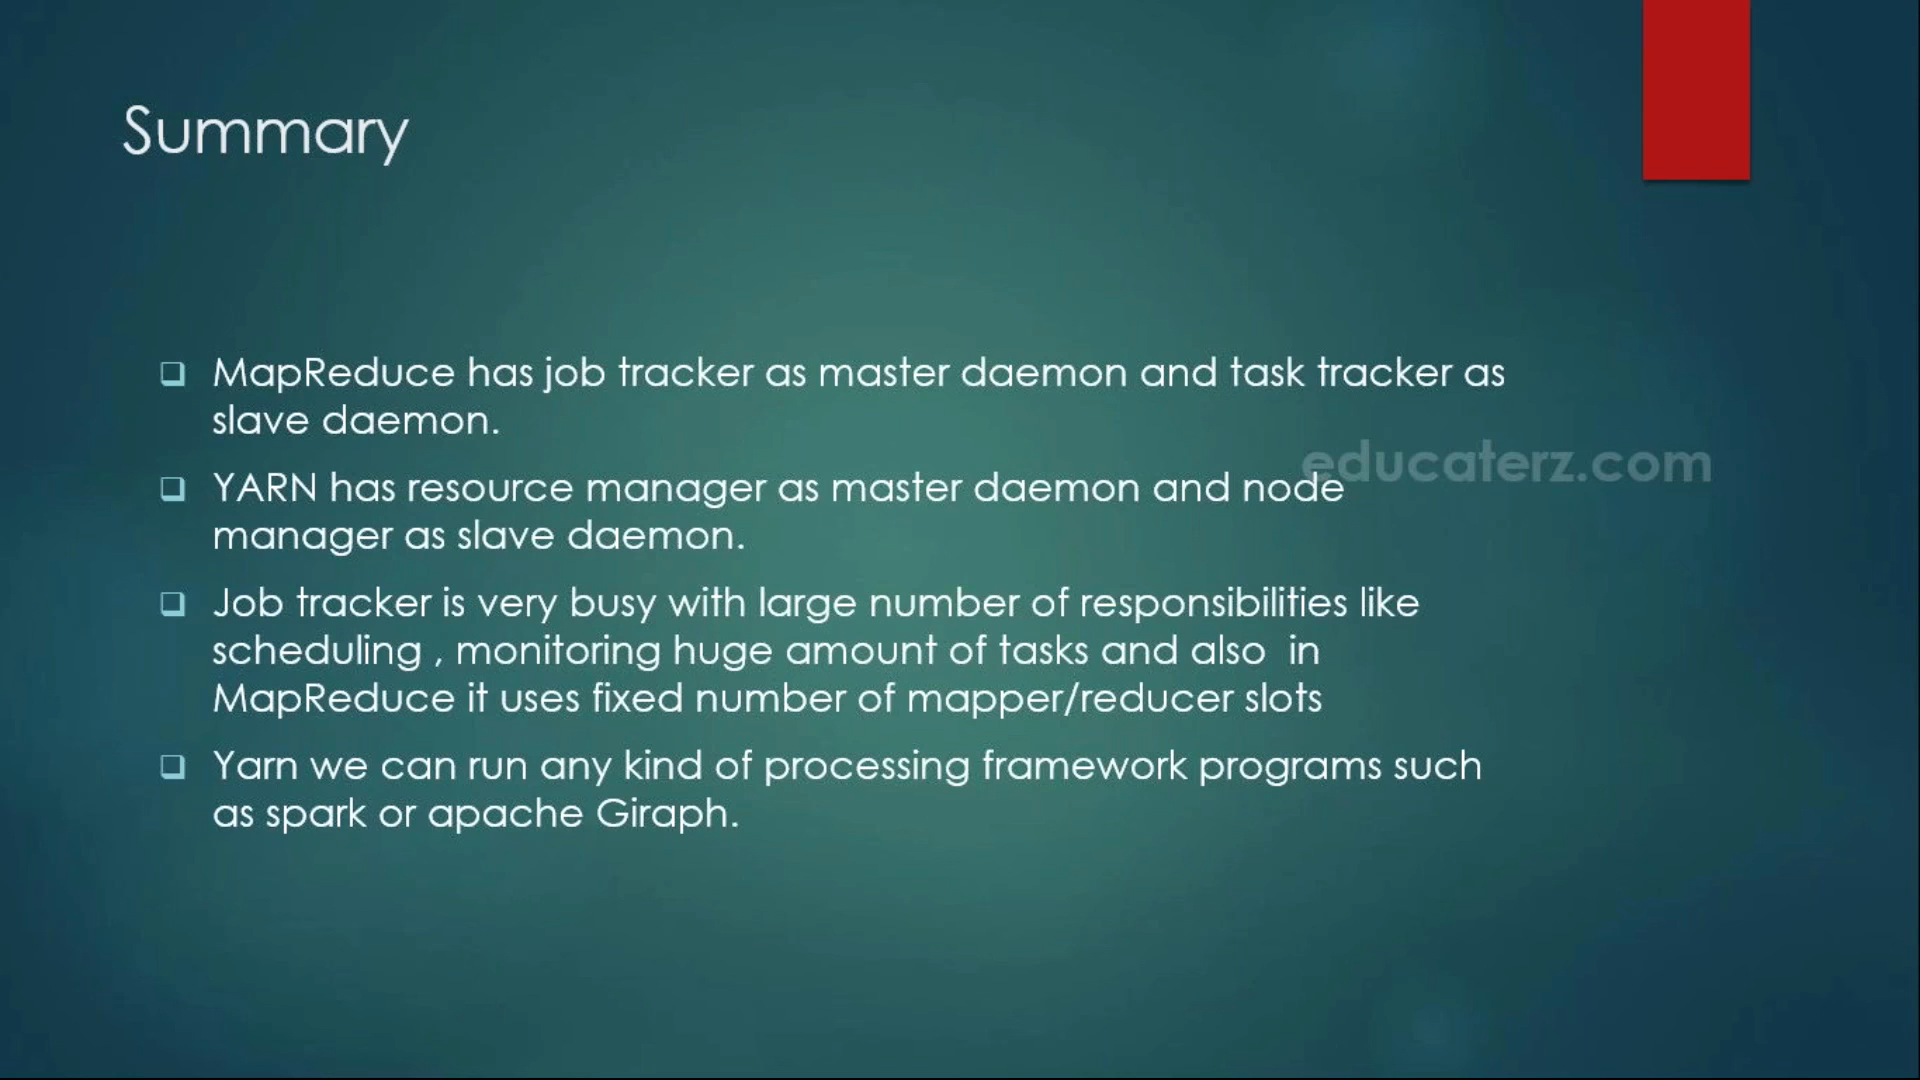 Summary
MapReduce has job tracker as master daemon and task tracker as
slave daemon.
educaterz.com
YARN has resource manager as master daemon and node
manager as slave daemon.
Job tracker is very busy with large number of responsibilities like
scheduling , monitoring huge amount of tasks and also  in
MapReduce it uses fixed number of mapper/reducer slots
Yarn we can run any kind of processing framework programs such
as spark or apache Giraph.